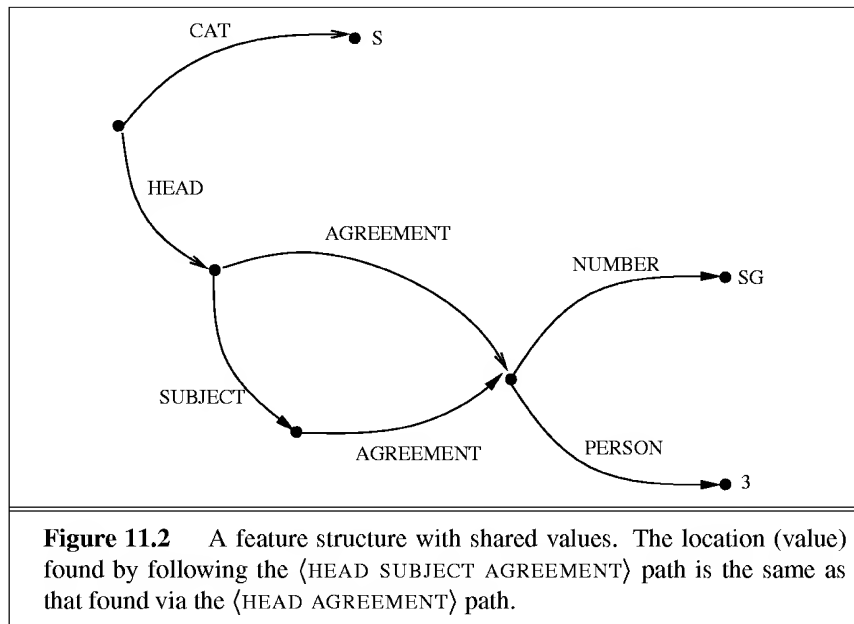 CAT
S
HEAD
AGREEMENT
NUMBER
SG
SUBJECT
AGREEMENT
PERSON
3
Figure 11.2 A feature structure with shared values. The location (value)
found by following the ⟨HEAD SUBJECT AGREEMENT⟩ path is the same as
that found via the ⟨HEAD AGREEMENT⟩ path.